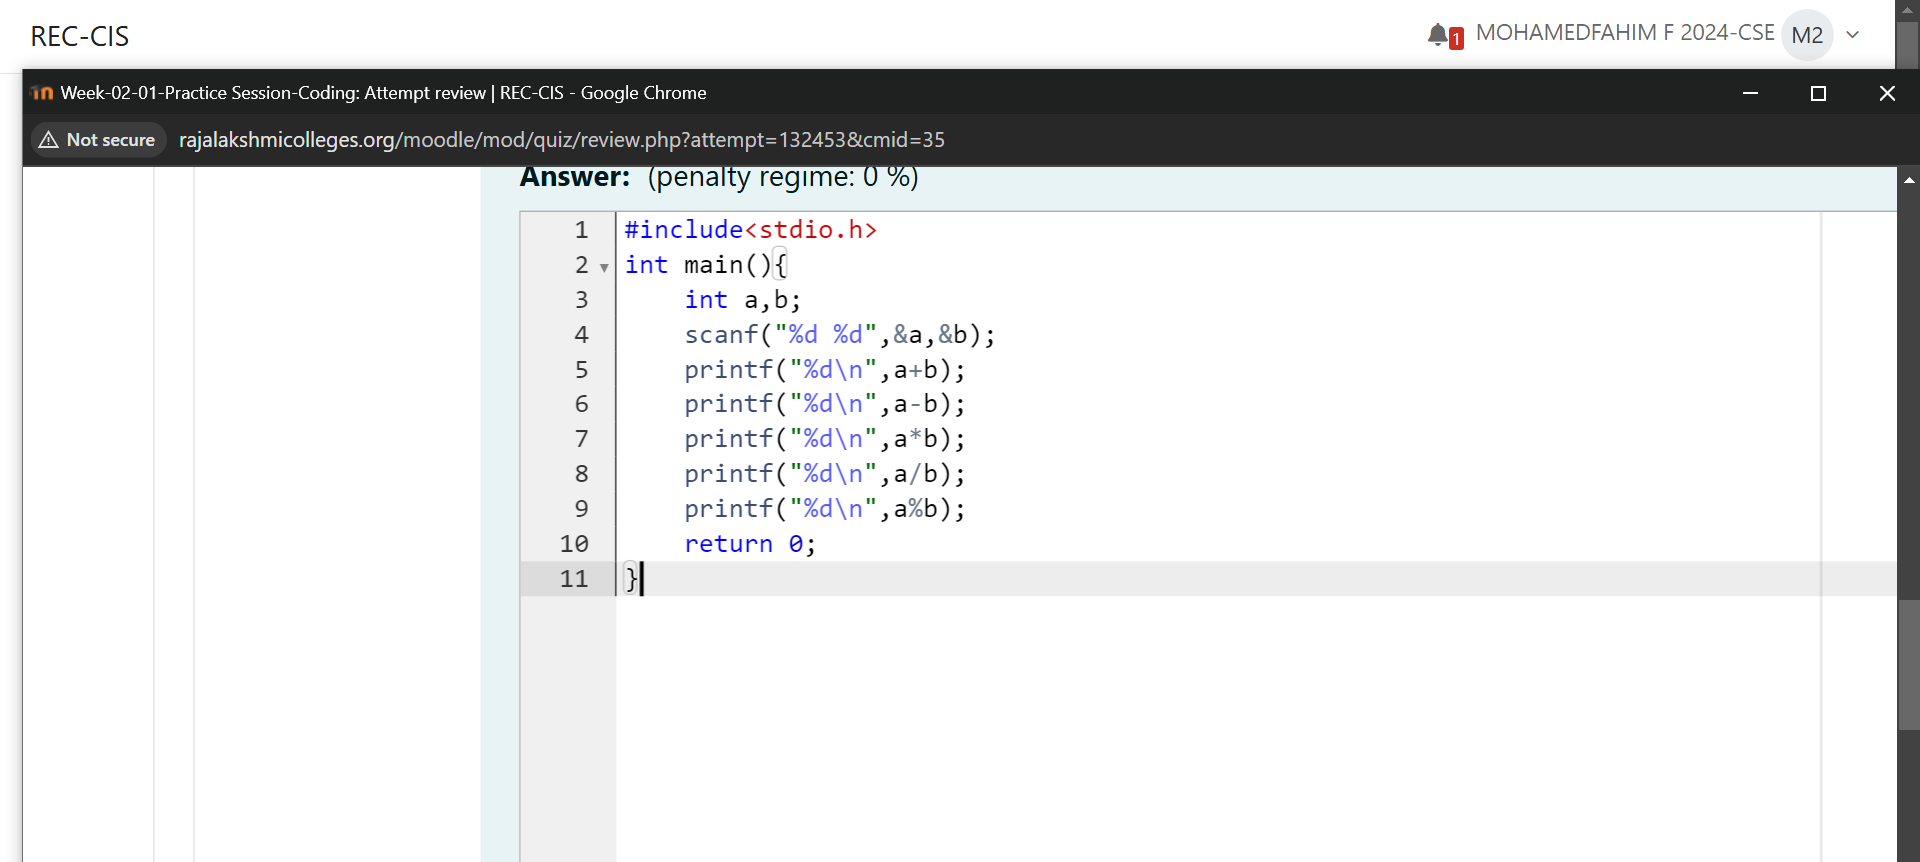 REC-CIS
1
MOHAMEDFAHIM F 2024-CSE
M2
Week-02-01-Practice Session-Coding: Attempt review | REC-CIS - Google Chrome
Not secure
rajalakshmicolleges.org/moodle/mod/quiz/review.php?attempt=132453&cmid=35
Answer: (penalty regime: 0 %)
1 #include<stdio.h>
2 int main(){
3     int a,b;
4     scanf("%d %d",&a,&b);
5     printf("%d\n",a+b);
6     printf("%d\n",a-b);
7     printf("%d\n",a*b);
8     printf("%d\n",a/b);
9     printf("%d\n",a%b);
10     return 0;
11 }